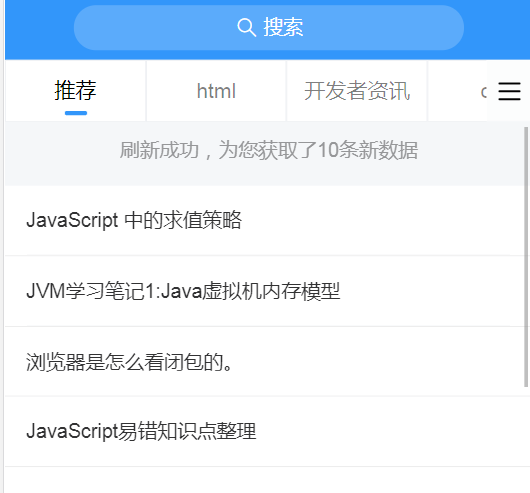 搜索
推荐 html 开发者资讯
刷新成功，为您获取了10条新数据
JavaScript 中的求值策略
JVM学习笔记1:Java虚拟机内存模型
浏览器是怎么看闭包的。
JavaScript易错知识点整理